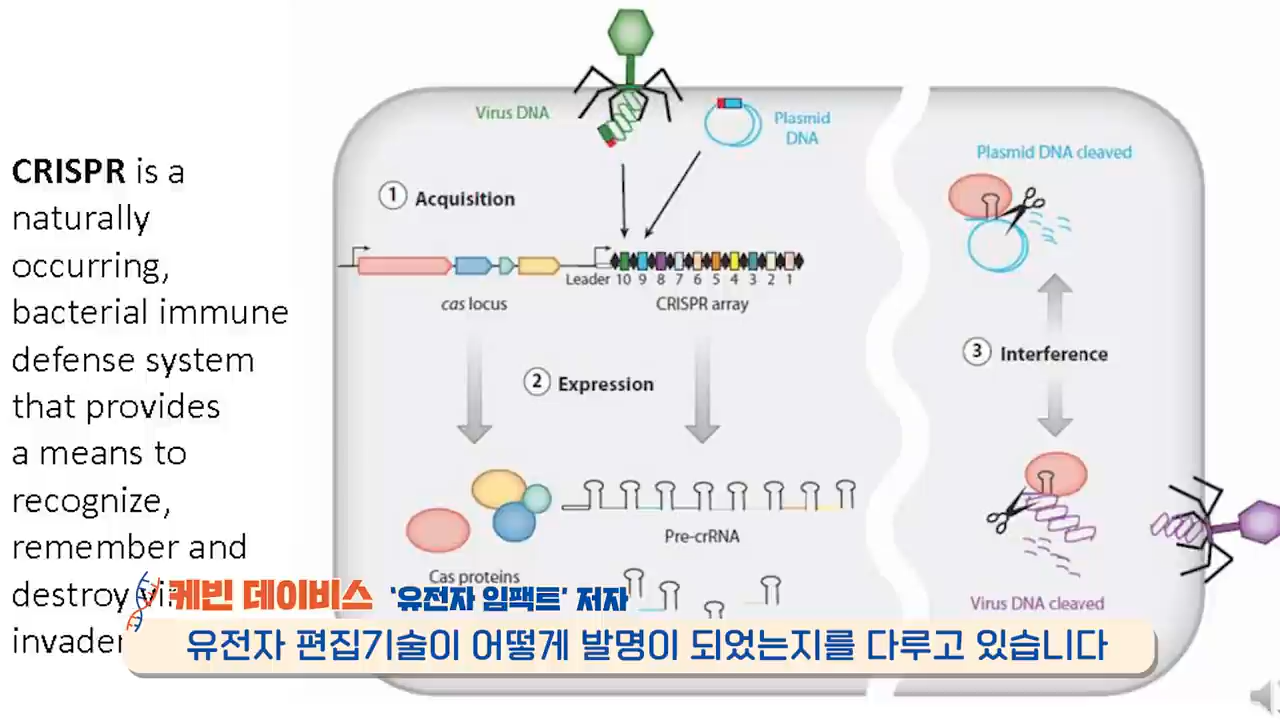 CRISPR is a
naturally
occurring,
bacterial immune
defense system
that provides
a means to
recognize,
remember and
destroy
Virus DNA
Plasmid
DNA
1 Acquisition
Leader 10 9 8 7 6 5 4 3 2 1
cas locus
CRISPR array
2 Expression
Pre-crRNA
Cas proteins
Plasmid DNA cleaved
3 Interference
Virus DNA cleaved
케빈 데이비스 '유전자 임팩트' 저자
유전자 편집기술이 어떻게 발명이 되었는지를 다루고 있습니다